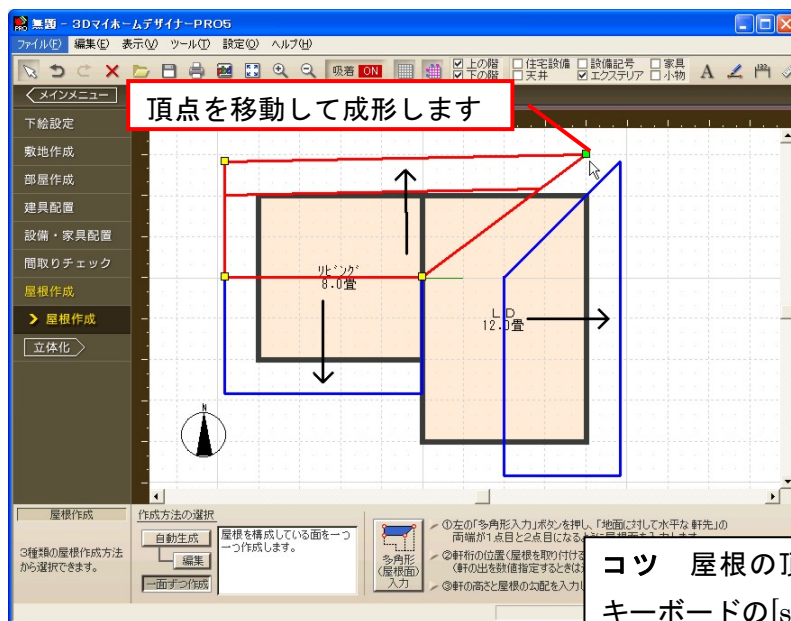 無題 - 3DマイホームデザイナーPRO5
ファイル(F) 編集(E) 表示(V) ツール(T) 設定(O) ヘルプ(H)
吸着 ON
上の階 住宅設備 設備記号 家具
下の階 天井 エクステリア 小物
メインメニュー
頂点を移動して成形します
下絵設定
敷地作成
部屋作成
建具配置
設備・家具配置
間取りチェック
屋根作成
屋根作成
立体化
リビング
8.0畳
LD
12.0畳
N
屋根作成
3種類の屋根作成方法
から選択できます。
作成方法の選択
自動生成
編集
一面ずつ作成
屋根を構成している面を一つ
一つ作成します。
多角形
(屋根面)
入力
①左の「多角形入力」ボタンを押し、「地面に対して水平な軒先」の
両端が1点目と2点目になる
②軒桁の位置(屋根を取り付ける
(軒の出を数値指定するときは
③軒の高さと屋根の勾配を入力し
コツ 屋根の頂
キーボードの[s